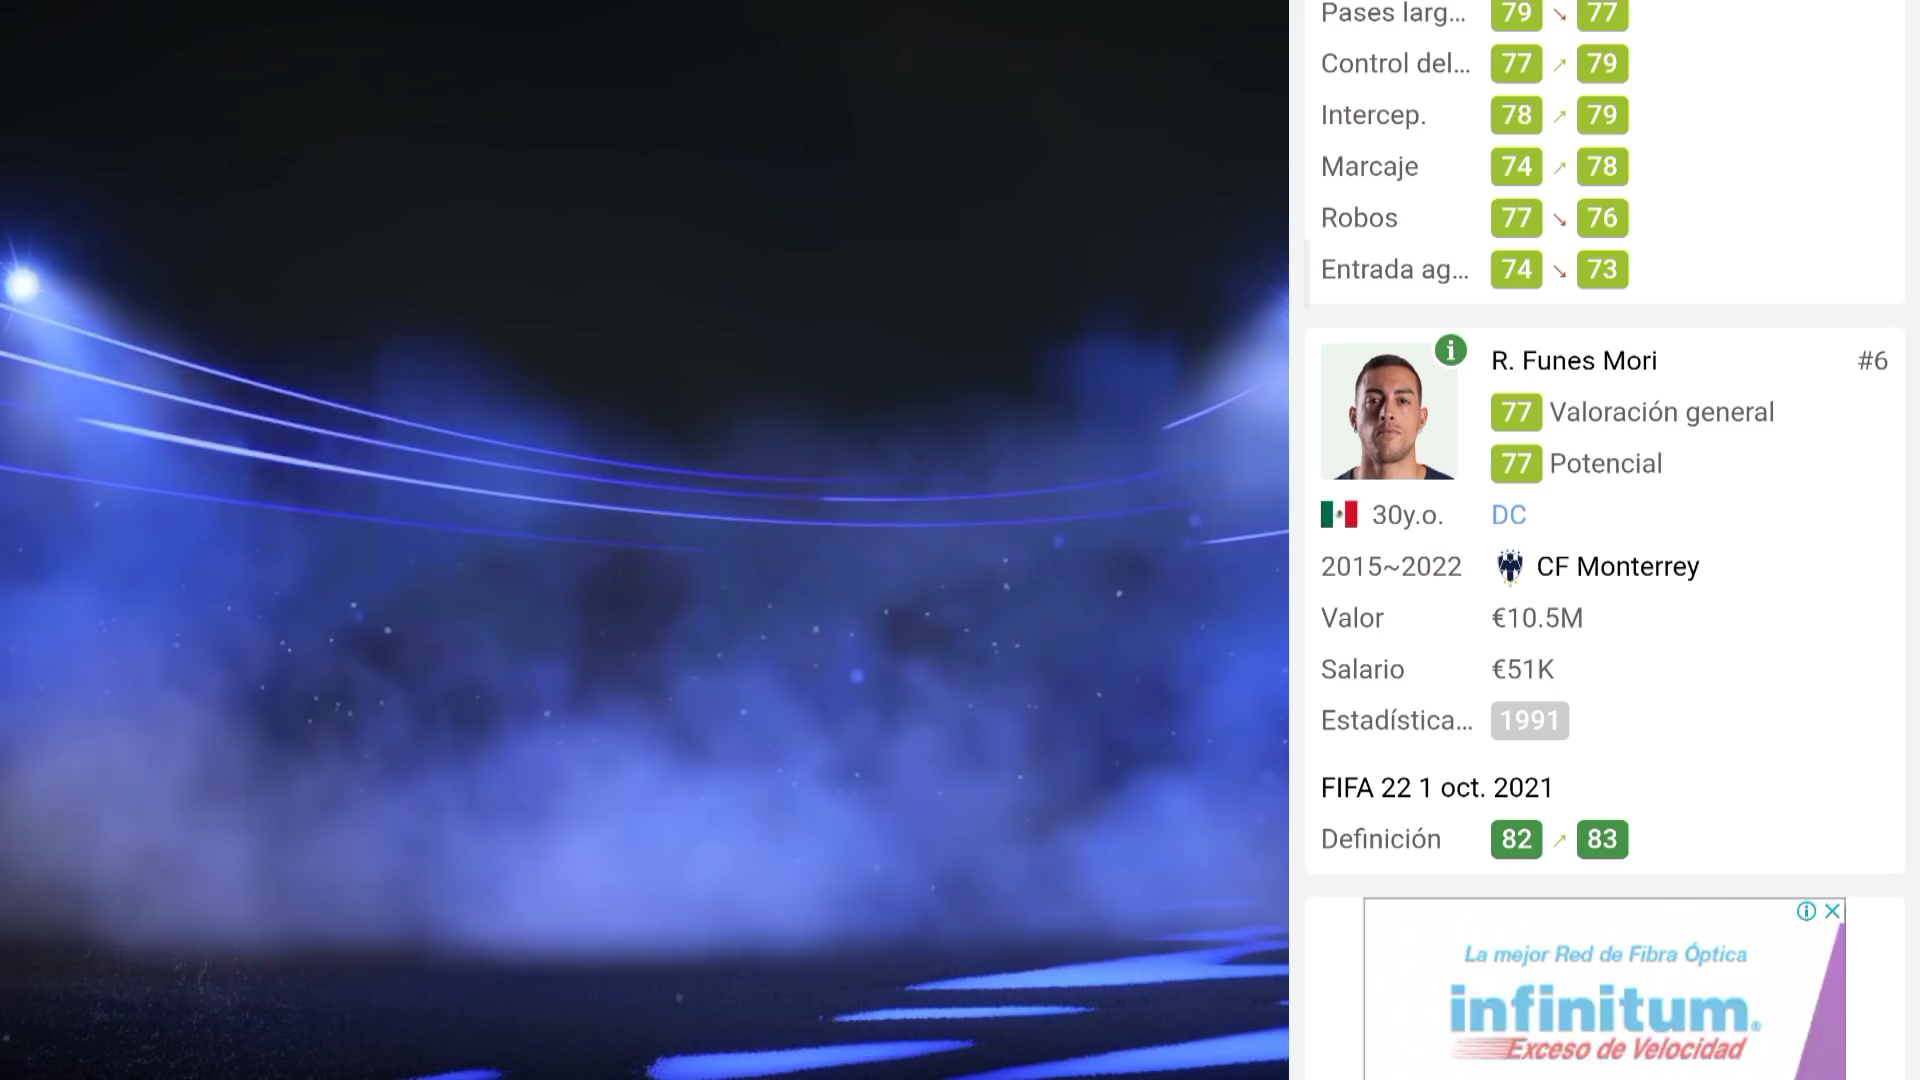 Pases larg... 79 ↘ 77
Control del... 77 ↗ 79
Intercep. 78 ↗ 79
Marcaje 74 ↗ 78
Robos 77 ↘ 76
Entrada ag... 74 ↘ 73
R. Funes Mori #6
77 Valoración general
77 Potencial
30y.o. DC
2015~2022 CF Monterrey
Valor €10.5M
Salario €51K
Estadística... 1991
FIFA 22 1 oct. 2021
Definición 82 ↗ 83
La mejor Red de Fibra Óptica
infinitum.
Exceso de Velocidad